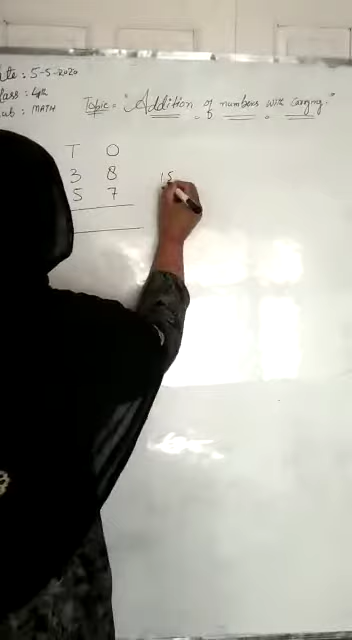 ate : 5-5-2020
lass : 4th
ub : MATH
Topic = "Addition of numbers with carrying."
T O
3 8
5 7
15